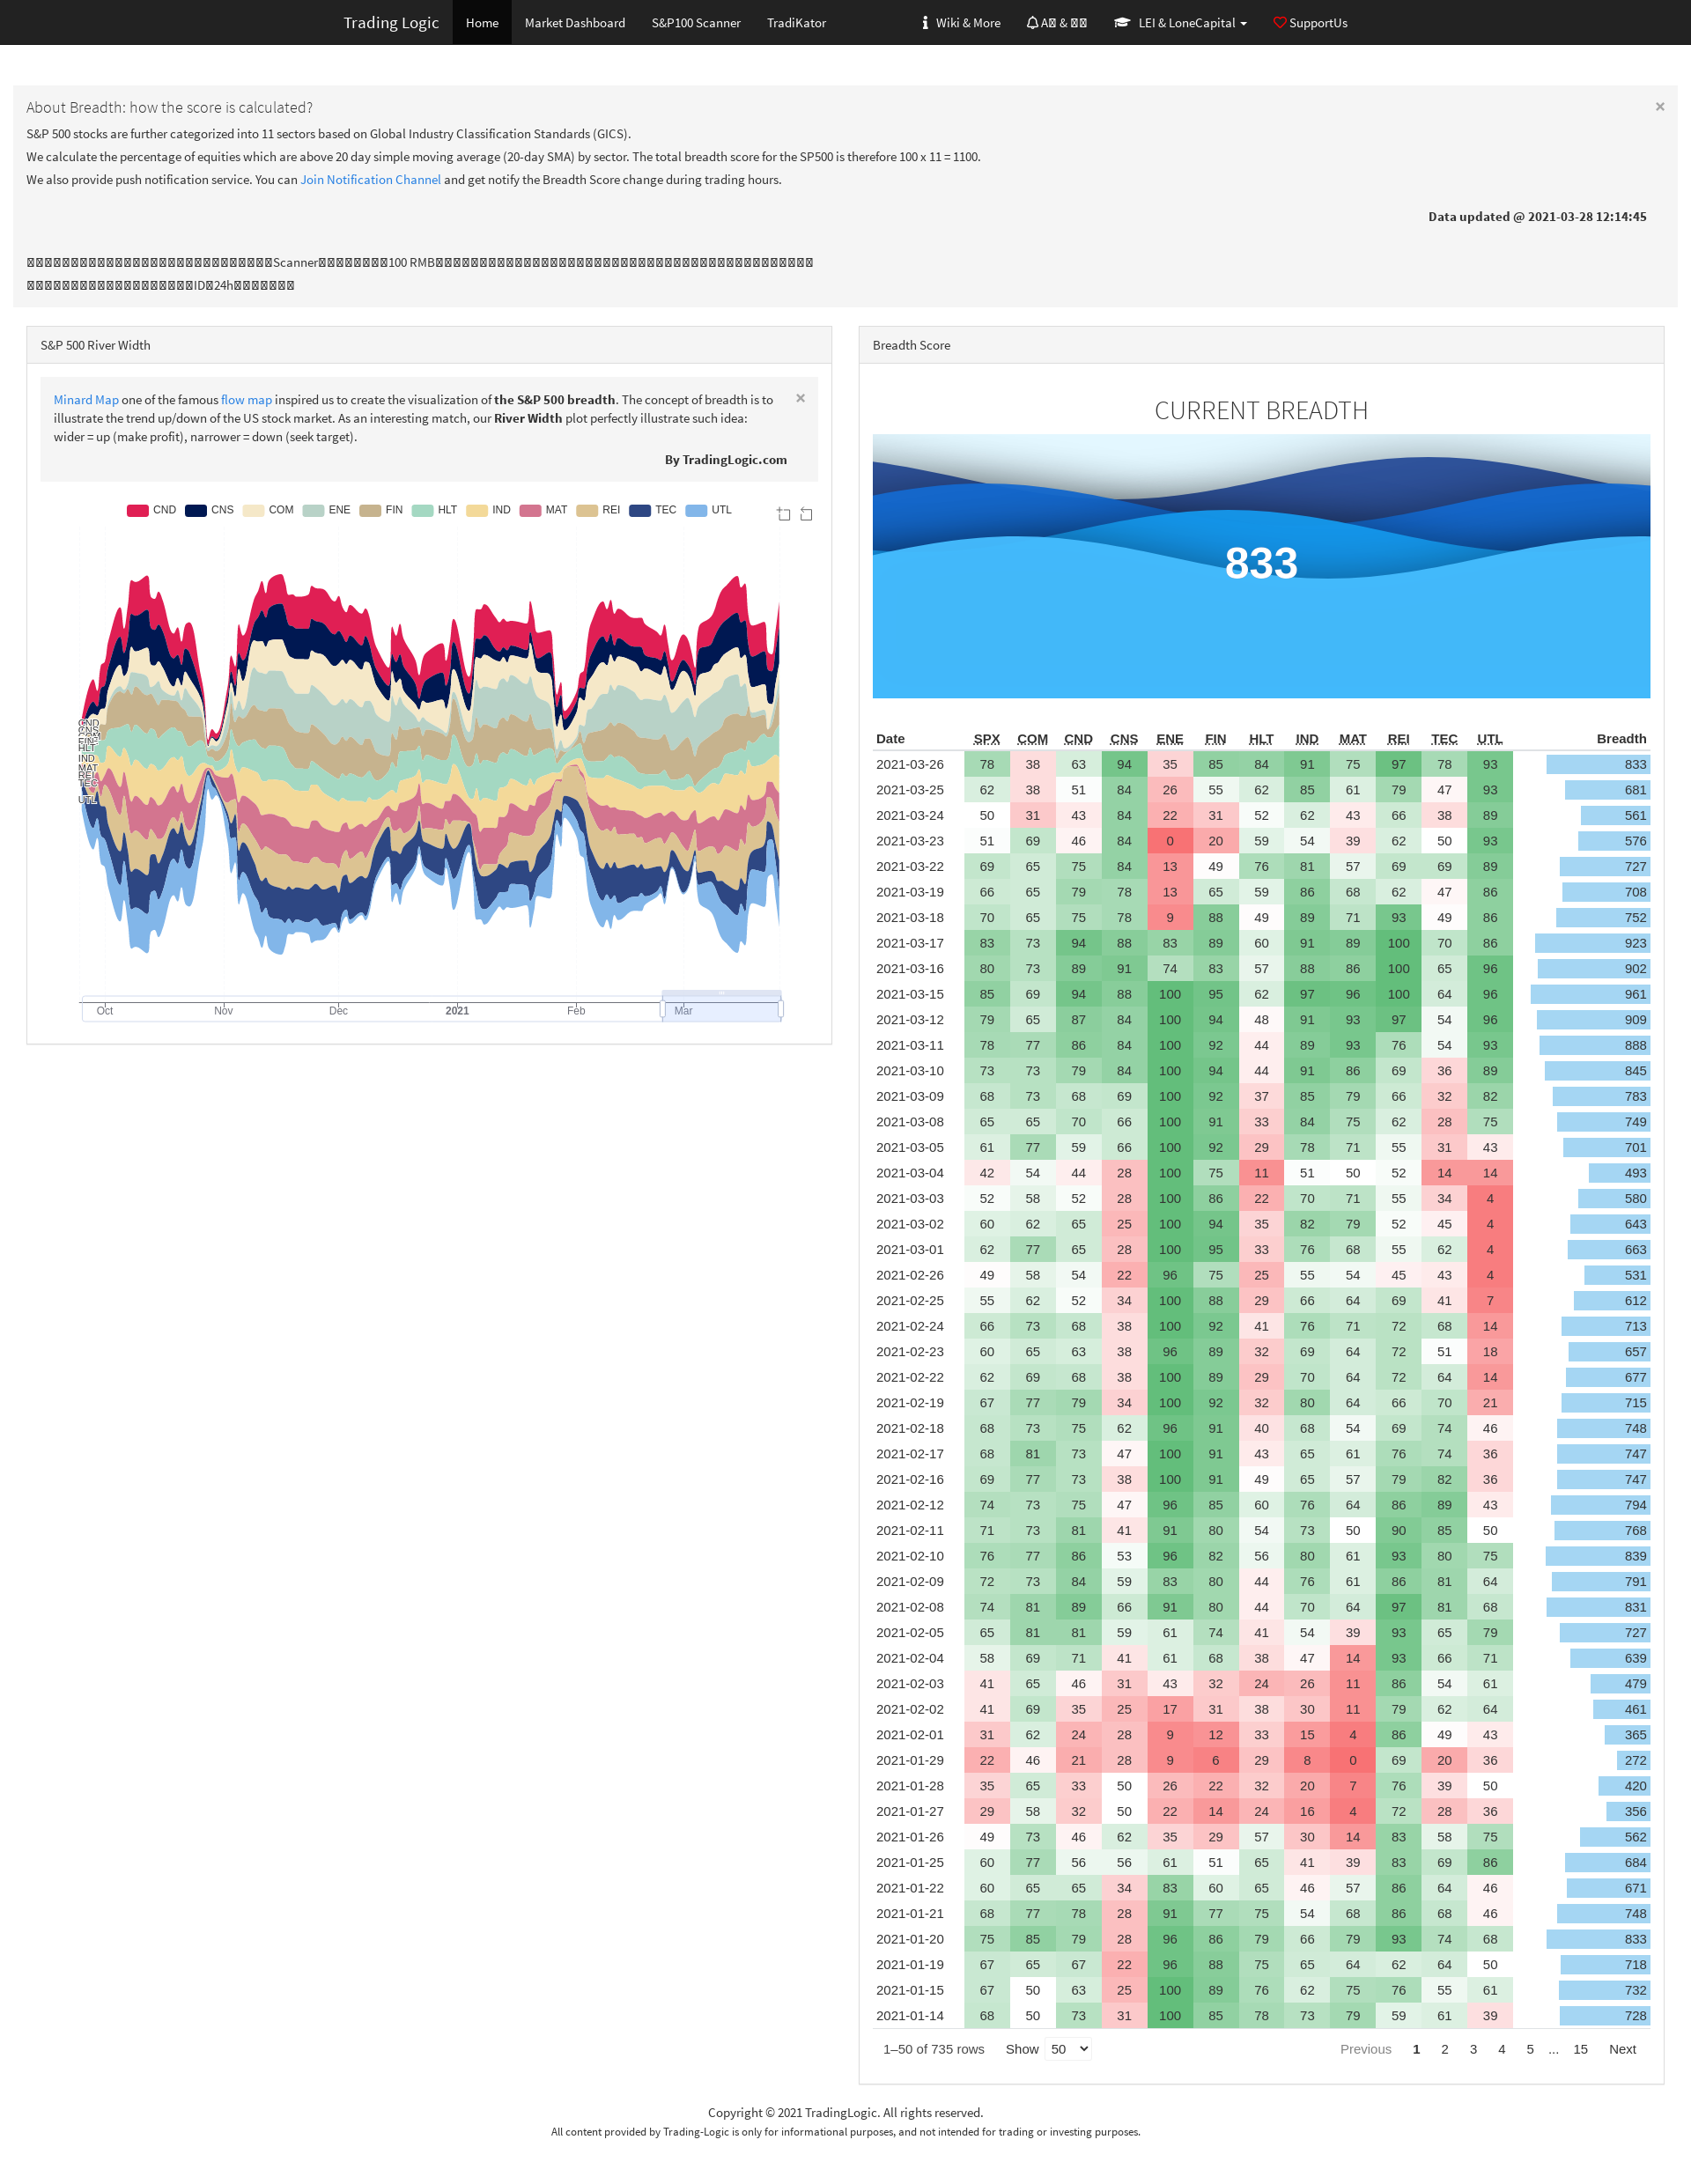 Trading Logic Home Market Dashboard S&P100 Scanner TradiKator Wiki & More A & LEI & LoneCapital SupportUs
About Breadth: how the score is calculated? ×
S&P 500 stocks are further categorized into 11 sectors based on Global Industry Classification Standards (GICS).
We calculate the percentage of equities which are above 20 day simple moving average (20-day SMA) by sector. The total breadth score for the SP500 is therefore 100 x 11 = 1100.
We also provide push notification service. You can Join Notification Channel and get notify the Breadth Score change during trading hours.
Data updated @ 2021-03-28 12:14:45
Scanner 100 RMB
ID 24h
S&P 500 River Width
×
Minard Map one of the famous flow map inspired us to create the visualization of the S&P 500 breadth. The concept of breadth is to
illustrate the trend up/down of the US stock market. As an interesting match, our River Width plot perfectly illustrate such idea:
wider = up (make profit), narrower = down (seek target).
By TradingLogic.com
CND CNS COM ENE FIN HLT IND MAT REI TEC UTL
CND
CNS
COM
FIN
HLT
IND
MAT
REI
TEC
UTL
Oct Nov Dec 2021 Feb Mar
Breadth Score
CURRENT BREADTH
833
Date SPX COM CND CNS ENE FIN HLT IND MAT REI TEC UTL Breadth
2021-03-26 78 38 63 94 35 85 84 91 75 97 78 93 833
2021-03-25 62 38 51 84 26 55 62 85 61 79 47 93 681
2021-03-24 50 31 43 84 22 31 52 62 43 66 38 89 561
2021-03-23 51 69 46 84 0 20 59 54 39 62 50 93 576
2021-03-22 69 65 75 84 13 49 76 81 57 69 69 89 727
2021-03-19 66 65 79 78 13 65 59 86 68 62 47 86 708
2021-03-18 70 65 75 78 9 88 49 89 71 93 49 86 752
2021-03-17 83 73 94 88 83 89 60 91 89 100 70 86 923
2021-03-16 80 73 89 91 74 83 57 88 86 100 65 96 902
2021-03-15 85 69 94 88 100 95 62 97 96 100 64 96 961
2021-03-12 79 65 87 84 100 94 48 91 93 97 54 96 909
2021-03-11 78 77 86 84 100 92 44 89 93 76 54 93 888
2021-03-10 73 73 79 84 100 94 44 91 86 69 36 89 845
2021-03-09 68 73 68 69 100 92 37 85 79 66 32 82 783
2021-03-08 65 65 70 66 100 91 33 84 75 62 28 75 749
2021-03-05 61 77 59 66 100 92 29 78 71 55 31 43 701
2021-03-04 42 54 44 28 100 75 11 51 50 52 14 14 493
2021-03-03 52 58 52 28 100 86 22 70 71 55 34 4 580
2021-03-02 60 62 65 25 100 94 35 82 79 52 45 4 643
2021-03-01 62 77 65 28 100 95 33 76 68 55 62 4 663
2021-02-26 49 58 54 22 96 75 25 55 54 45 43 4 531
2021-02-25 55 62 52 34 100 88 29 66 64 69 41 7 612
2021-02-24 66 73 68 38 100 92 41 76 71 72 68 14 713
2021-02-23 60 65 63 38 96 89 32 69 64 72 51 18 657
2021-02-22 62 69 68 38 100 89 29 70 64 72 64 14 677
2021-02-19 67 77 79 34 100 92 32 80 64 66 70 21 715
2021-02-18 68 73 75 62 96 91 40 68 54 69 74 46 748
2021-02-17 68 81 73 47 100 91 43 65 61 76 74 36 747
2021-02-16 69 77 73 38 100 91 49 65 57 79 82 36 747
2021-02-12 74 73 75 47 96 85 60 76 64 86 89 43 794
2021-02-11 71 73 81 41 91 80 54 73 50 90 85 50 768
2021-02-10 76 77 86 53 96 82 56 80 61 93 80 75 839
2021-02-09 72 73 84 59 83 80 44 76 61 86 81 64 791
2021-02-08 74 81 89 66 91 80 44 70 64 97 81 68 831
2021-02-05 65 81 81 59 61 74 41 54 39 93 65 79 727
2021-02-04 58 69 71 41 61 68 38 47 14 93 66 71 639
2021-02-03 41 65 46 31 43 32 24 26 11 86 54 61 479
2021-02-02 41 69 35 25 17 31 38 30 11 79 62 64 461
2021-02-01 31 62 24 28 9 12 33 15 4 86 49 43 365
2021-01-29 22 46 21 28 9 6 29 8 0 69 20 36 272
2021-01-28 35 65 33 50 26 22 32 20 7 76 39 50 420
2021-01-27 29 58 32 50 22 14 24 16 4 72 28 36 356
2021-01-26 49 73 46 62 35 29 57 30 14 83 58 75 562
2021-01-25 60 77 56 56 61 51 65 41 39 83 69 86 684
2021-01-22 60 65 65 34 83 60 65 46 57 86 64 46 671
2021-01-21 68 77 78 28 91 77 75 54 68 86 68 46 748
2021-01-20 75 85 79 28 96 86 79 66 79 93 74 68 833
2021-01-19 67 65 67 22 96 88 75 65 64 62 64 50 718
2021-01-15 67 50 63 25 100 89 76 62 75 76 55 61 732
2021-01-14 68 50 73 31 100 85 78 73 79 59 61 39 728
1–50 of 735 rows Show 50 Previous 1 2 3 4 5 ... 15 Next
Copyright © 2021 TradingLogic. All rights reserved.
All content provided by Trading-Logic is only for informational purposes, and not intended for trading or investing purposes.